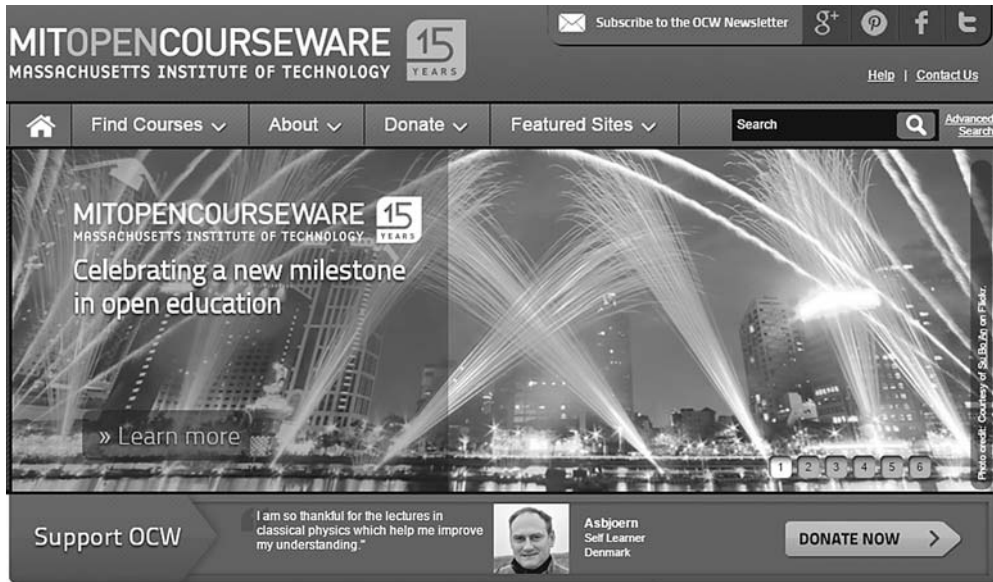 MITOPENCOURSEWARE 15
MASSACHUSETTS INSTITUTE OF TECHNOLOGY YEARS
Subscribe to the OCW Newsletter g+ p f t
Help | Contact Us
Find Courses About Donate Featured Sites Search Advanced Search
MITOPENCOURSEWARE 15
MASSACHUSETTS INSTITUTE OF TECHNOLOGY YEARS
Celebrating a new milestone
in open education
» Learn more
1 2 3 4 5 6
Photo credit: Courtesy of Su Bo An on Flickr.
Support OCW
"I am so thankful for the lectures in
classical physics which help me improve
my understanding."
Asbjoern
Self Learner
Denmark
DONATE NOW